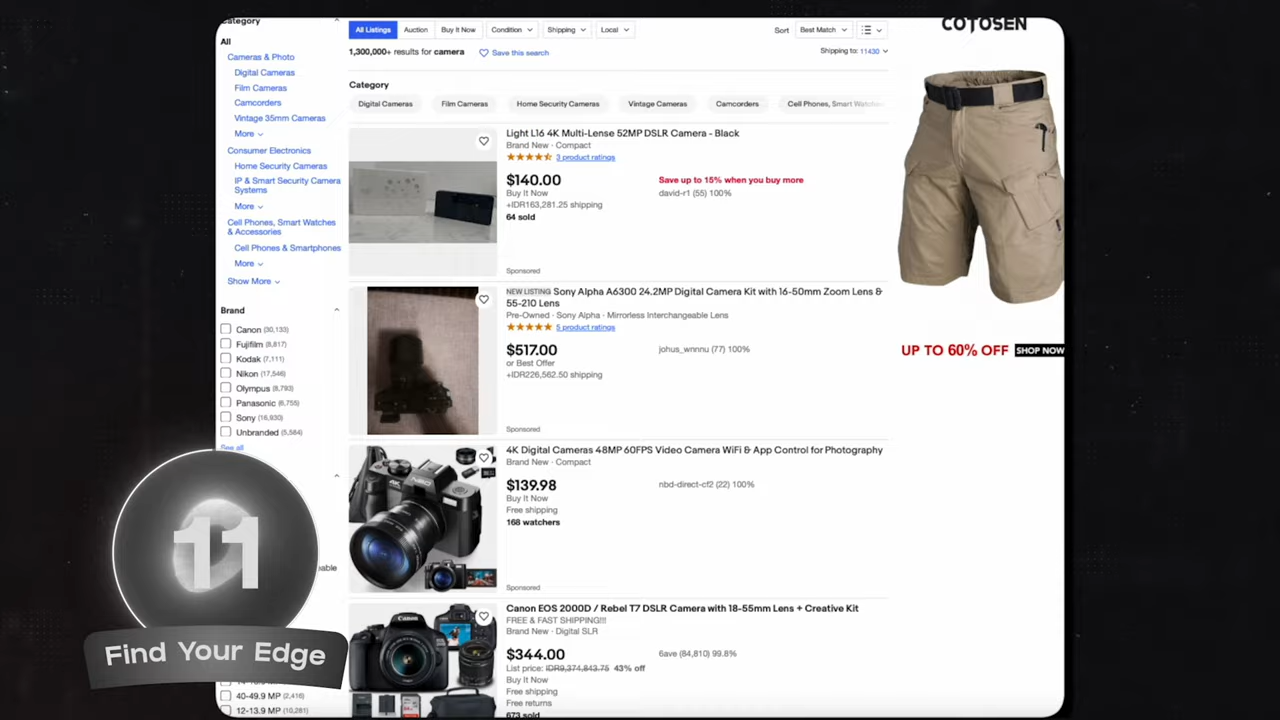 Category
All
Cameras & Photo
Digital Cameras
Film Cameras
Camcorders
Vintage 35mm Cameras
More
Consumer Electronics
Home Security Cameras
IP & Smart Security Camera
Systems
More
Cell Phones, Smart Watches
& Accessories
Cell Phones & Smartphones
More
Show More
Brand
Canon (30,133)
Fujifilm (8,817)
Kodak (7,111)
Nikon (17,546)
Olympus (8,793)
Panasonic (8,755)
Sony (16,930)
Unbranded (5,584)
See all
40-49.9 MP (2,416)
12-13.9 MP (10,281)
All Listings
Auction
Buy It Now
Condition
Shipping
Local
Sort
Best Match
1,300,000+ results for camera
Save this search
Shipping to: 11430
Category
Digital Cameras
Film Cameras
Home Security Cameras
Vintage Cameras
Camcorders
Cell Phones, Smart Watches
Light L16 4K Multi-Lense 52MP DSLR Camera - Black
Brand New · Compact
3 product ratings
$140.00
Buy It Now
+IDR163,281.25 shipping
64 sold
Save up to 15% when you buy more
david-r1 (55) 100%
Sponsored
NEW LISTING Sony Alpha A6300 24.2MP Digital Camera Kit with 16-50mm Zoom Lens &
55-210 Lens
Pre-Owned · Sony Alpha · Mirrorless Interchangeable Lens
5 product ratings
$517.00
or Best Offer
+IDR226,562.50 shipping
johus_wnnnu (77) 100%
Sponsored
4K Digital Cameras 48MP 60FPS Video Camera WiFi & App Control for Photography
Brand New · Compact
$139.98
Buy It Now
Free shipping
168 watchers
nbd-direct-cf2 (22) 100%
Sponsored
Canon EOS 2000D / Rebel T7 DSLR Camera with 18-55mm Lens + Creative Kit
FREE & FAST SHIPPING!!!
Brand New · Digital SLR
$344.00
List price: IDR9,374,843.75 43% off
Buy It Now
Free shipping
Free returns
673 sold
6ave (84,810) 99.8%
COTOSEN
UP TO 60% OFF
SHOP NOW
11
Find Your Edge